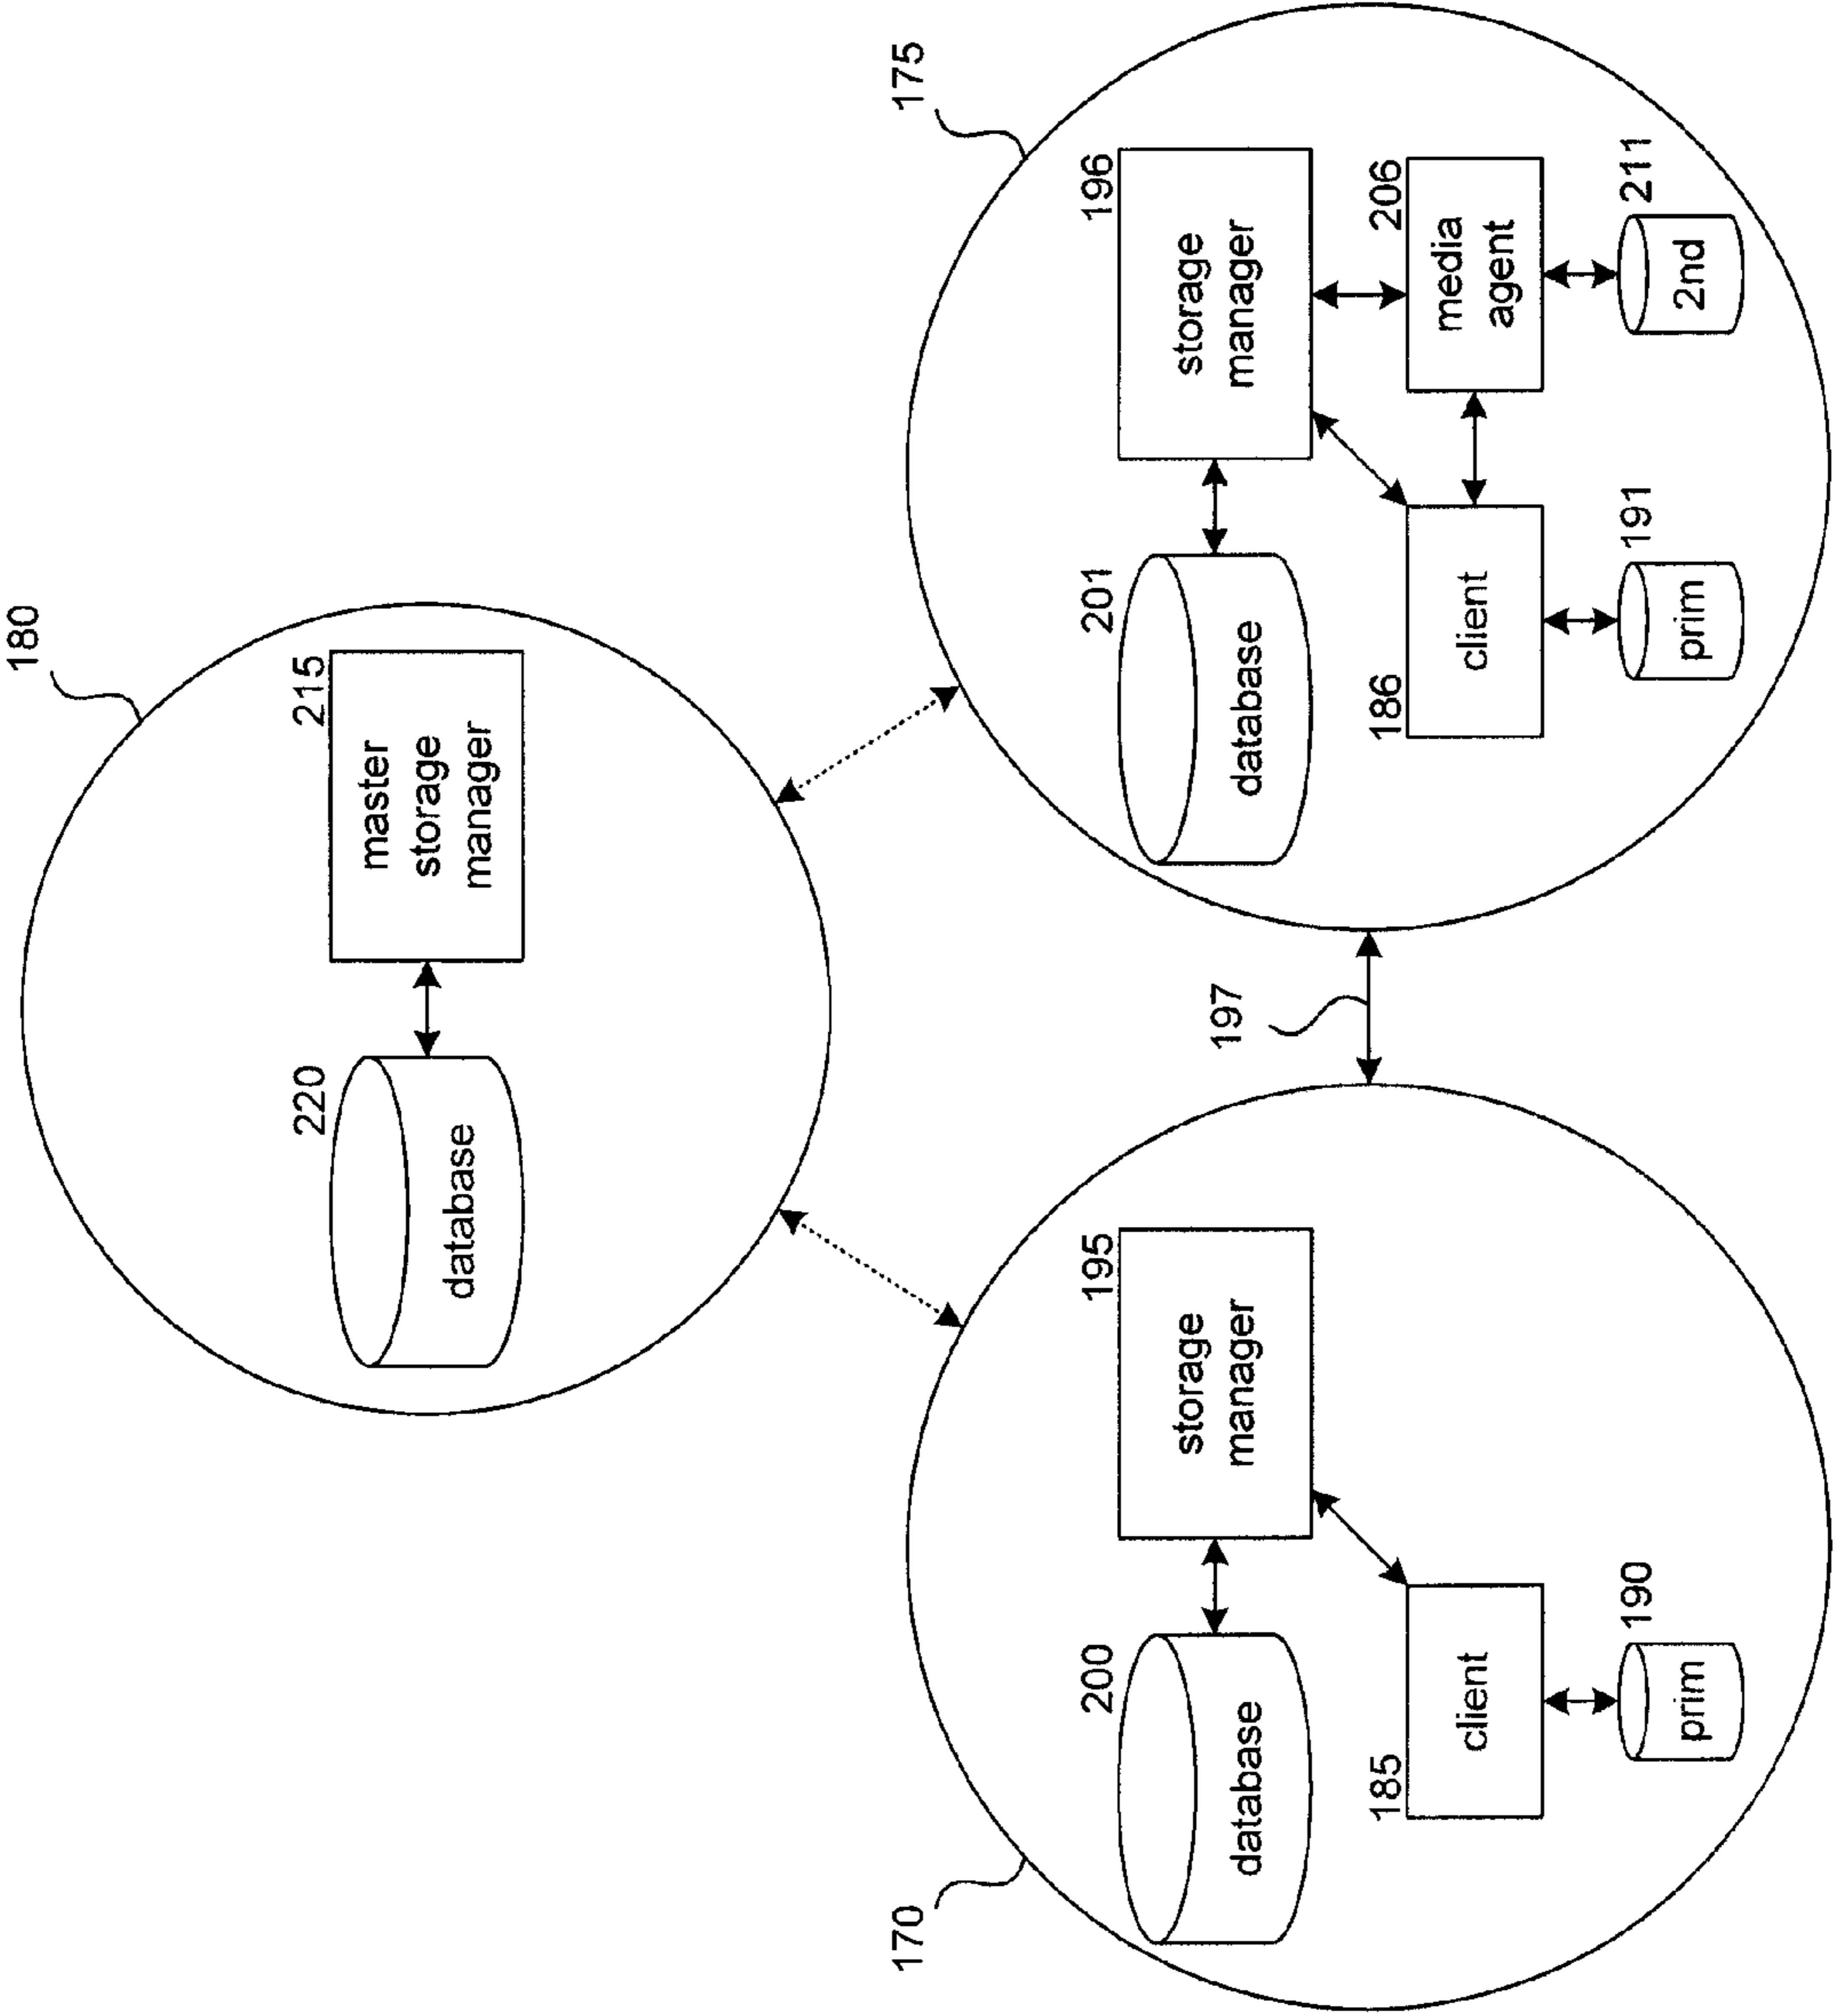 180
220
database
215
master
storage
manager
170
200
database
195
storage
manager
185
client
190
prim
197
175
201
database
196
storage
manager
186
client
206
media
agent
191
prim
211
2nd